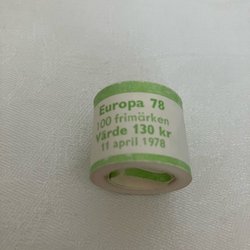 Europa 78
100 frimärken
Värde 130 kr
11 april 1978